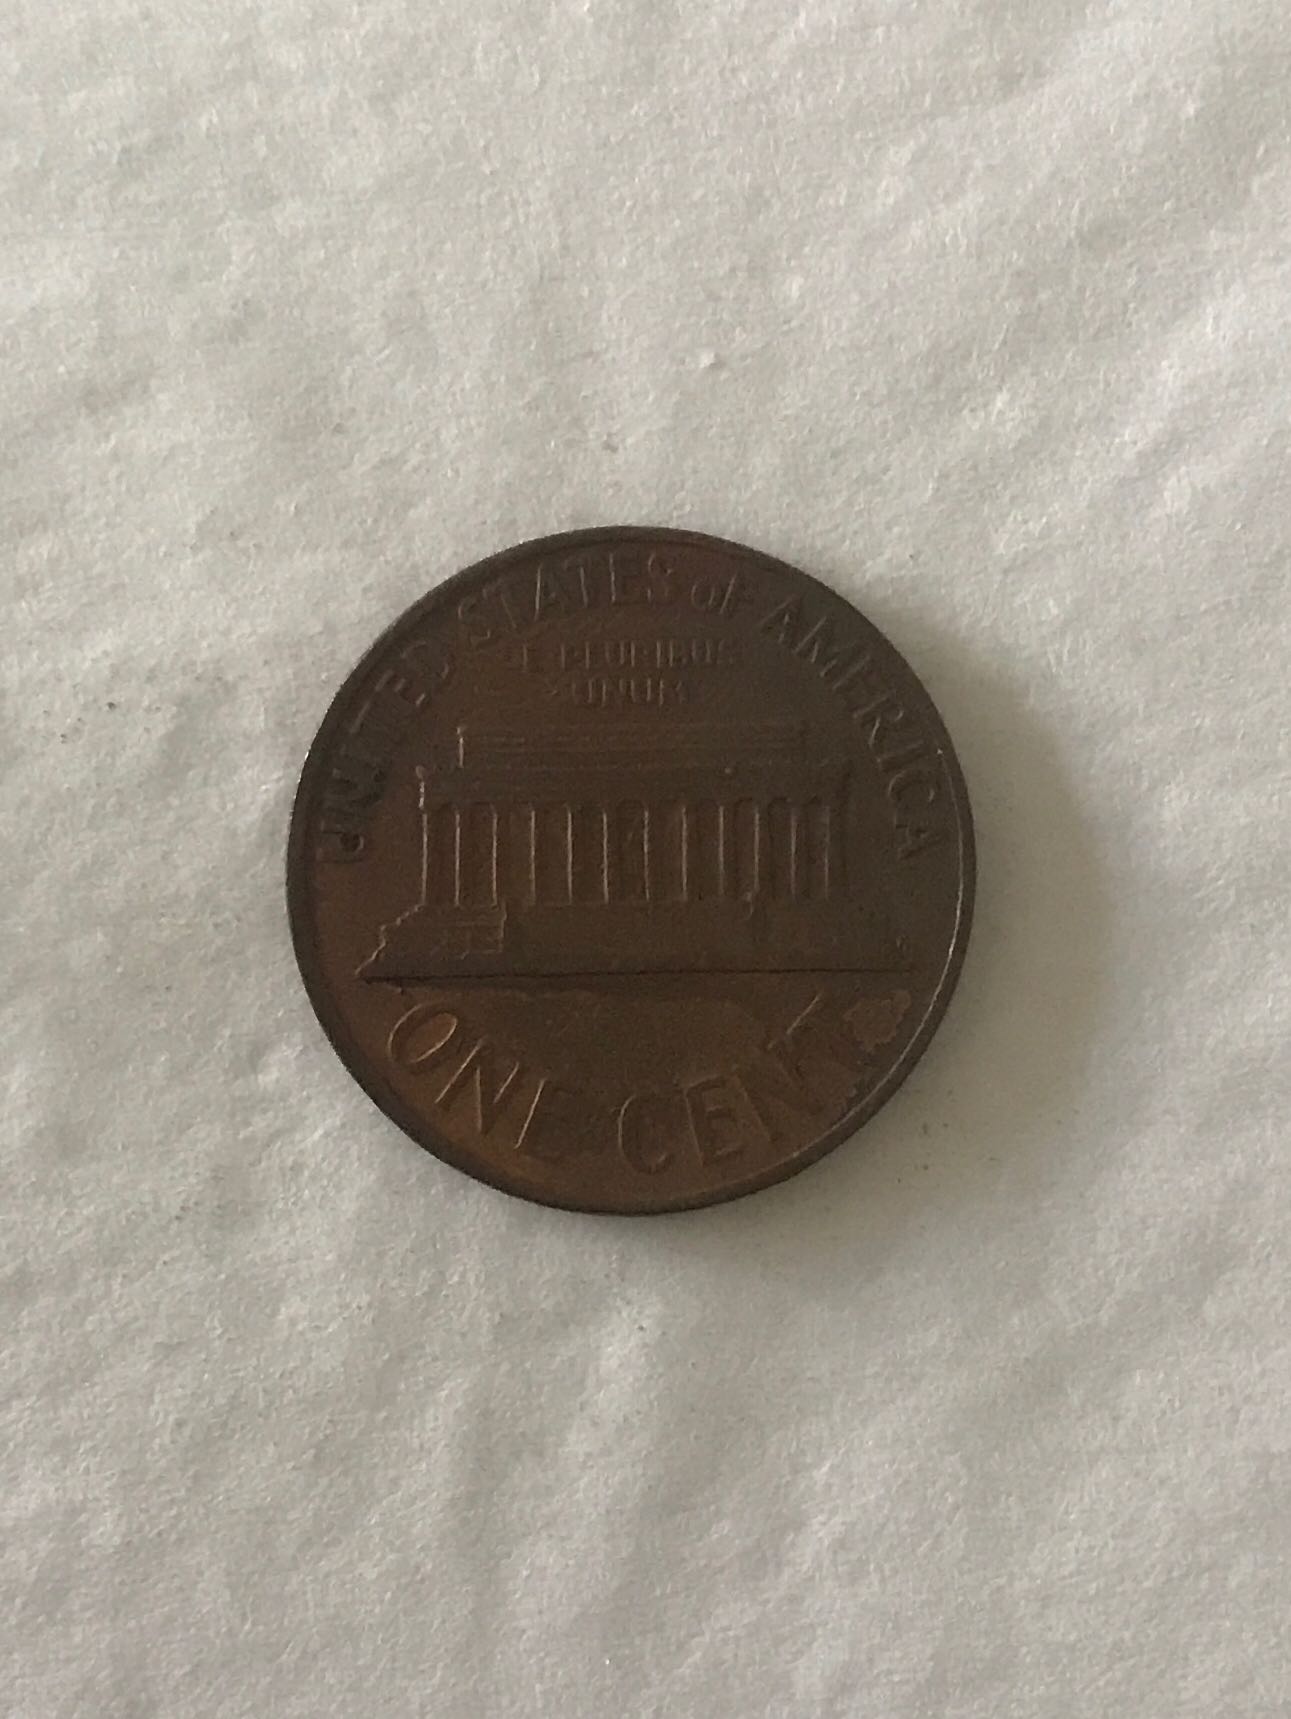 UNITED STATES of AMERICA
E PLURIBUS
UNUM
ONE CENT